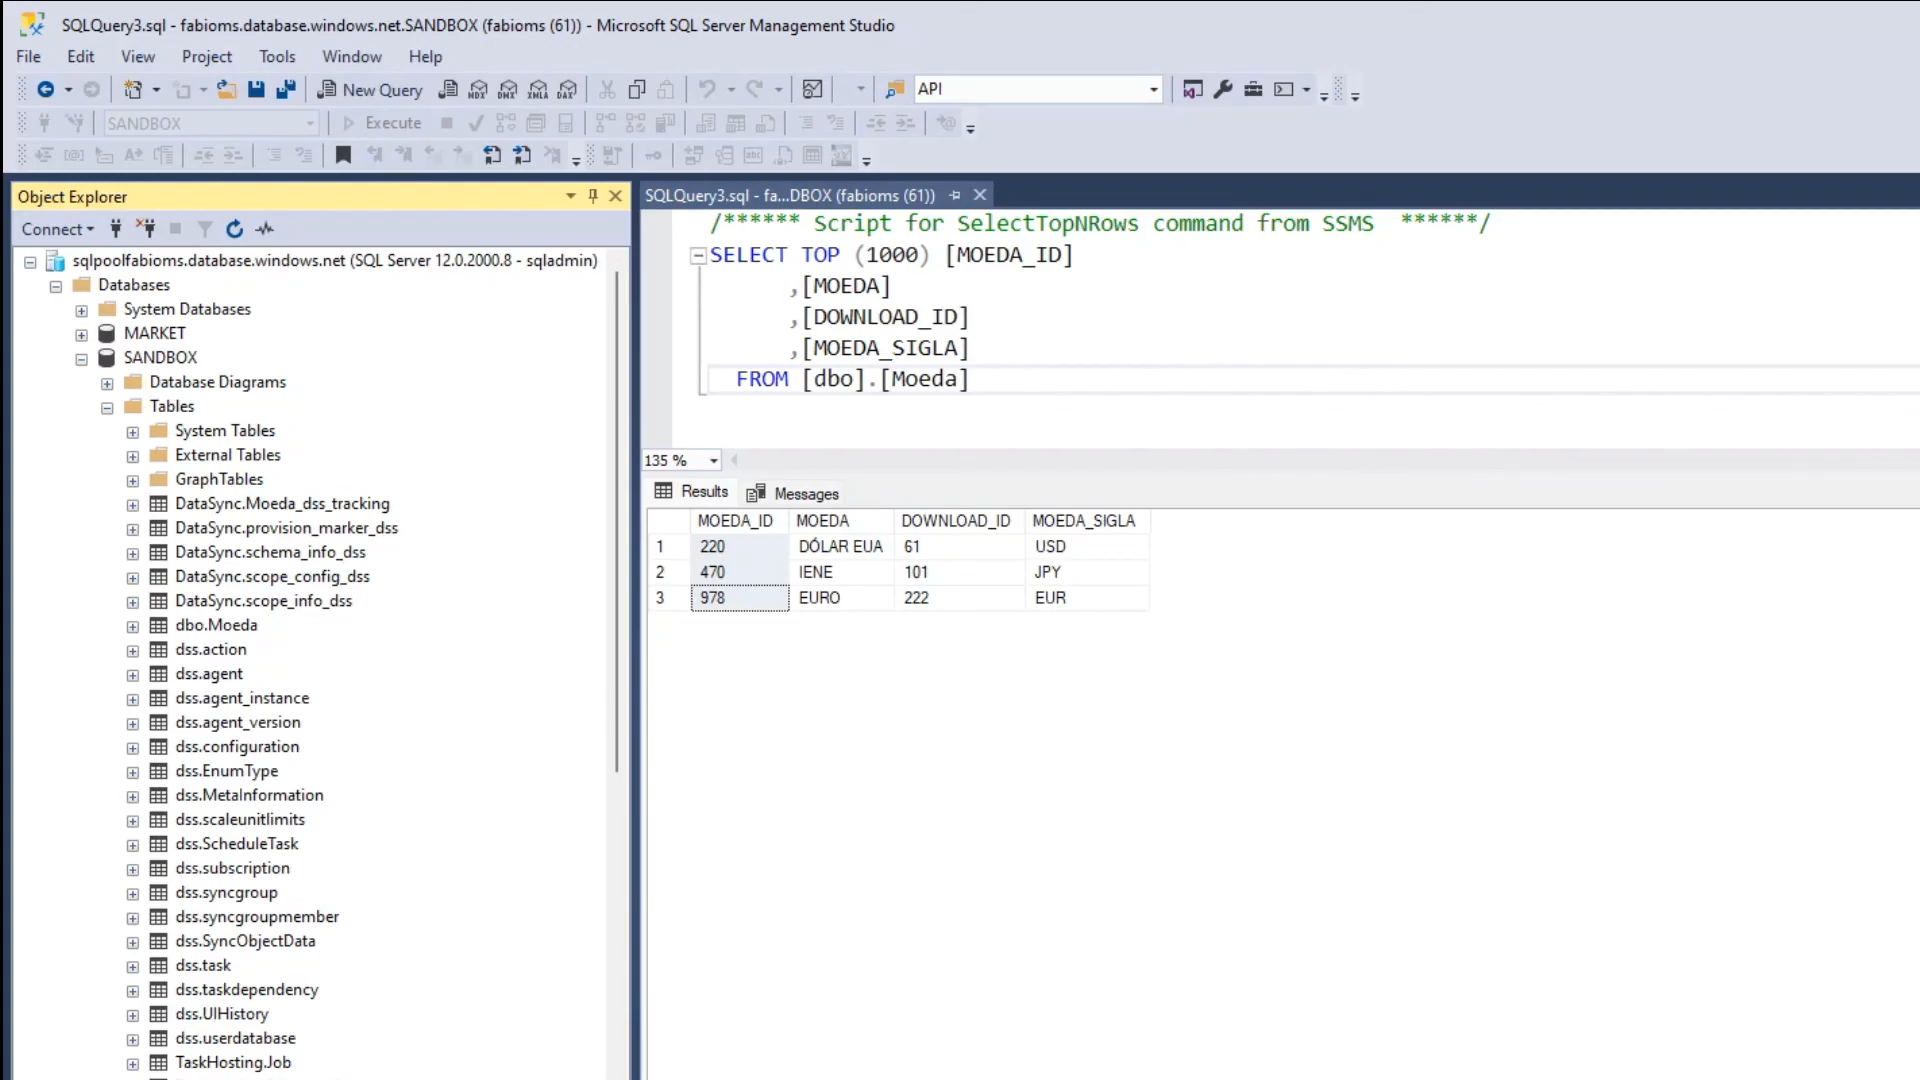 SQLQuery3.sql - fabioms.database.windows.net.SANDBOX (fabioms (61)) - Microsoft SQL Server Management Studio
File Edit View Project Tools Window Help
New Query MDX DMX XMLA DAX API
SANDBOX Execute
Object Explorer
Connect
sqlpoolfabioms.database.windows.net (SQL Server 12.0.2000.8 - sqladmin)
Databases
System Databases
MARKET
SANDBOX
Database Diagrams
Tables
System Tables
External Tables
GraphTables
DataSync.Moeda_dss_tracking
DataSync.provision_marker_dss
DataSync.schema_info_dss
DataSync.scope_config_dss
DataSync.scope_info_dss
dbo.Moeda
dss.action
dss.agent
dss.agent_instance
dss.agent_version
dss.configuration
dss.EnumType
dss.MetaInformation
dss.scaleunitlimits
dss.ScheduleTask
dss.subscription
dss.syncgroup
dss.syncgroupmember
dss.SyncObjectData
dss.task
dss.taskdependency
dss.UIHistory
dss.userdatabase
TaskHosting.Job
SQLQuery3.sql - fa...DBOX (fabioms (61))
/****** Script for SelectTopNRows command from SSMS ******/
SELECT TOP (1000) [MOEDA_ID]
,[MOEDA]
,[DOWNLOAD_ID]
,[MOEDA_SIGLA]
FROM [dbo].[Moeda]
135 %
Results Messages
MOEDA_ID MOEDA DOWNLOAD_ID MOEDA_SIGLA
1 220 DÓLAR EUA 61 USD
2 470 IENE 101 JPY
3 978 EURO 222 EUR